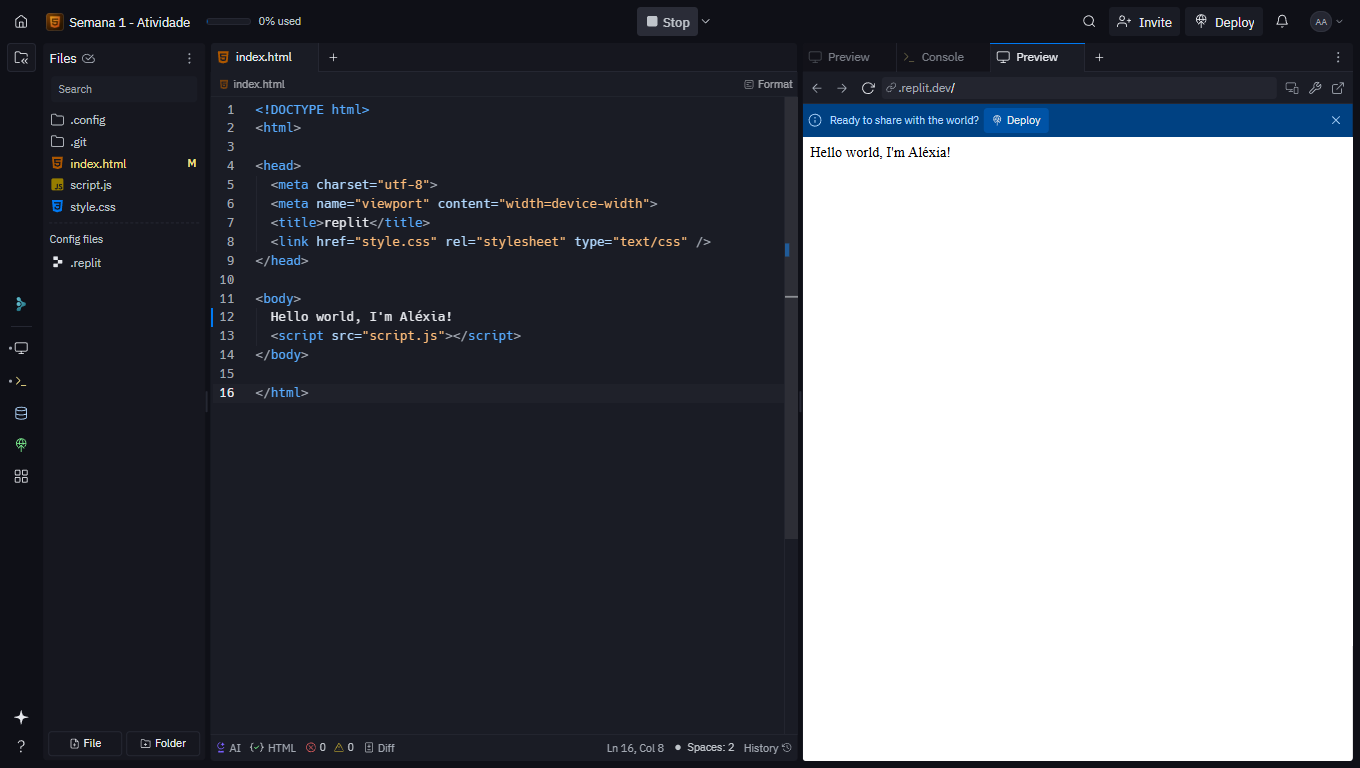 Semana 1 - Atividade
0% used
Stop
Invite
Deploy
AA
Files
Search
.config
.git
index.html M
script.js
style.css
Config files
.replit
File
Folder
index.html
index.html
Format
1 <!DOCTYPE html>
2 <html>
3
4 <head>
5 <meta charset="utf-8">
6 <meta name="viewport" content="width=device-width">
7 <title>replit</title>
8 <link href="style.css" rel="stylesheet" type="text/css" />
9 </head>
10
11 <body>
12 Hello world, I'm Aléxia!
13 <script src="script.js"></script>
14 </body>
15
16 </html>
AI
HTML
0
0
Diff
Ln 16, Col 8
Spaces: 2
History
Preview
Console
Preview
.replit.dev/
Ready to share with the world?
Deploy
Hello world, I'm Aléxia!